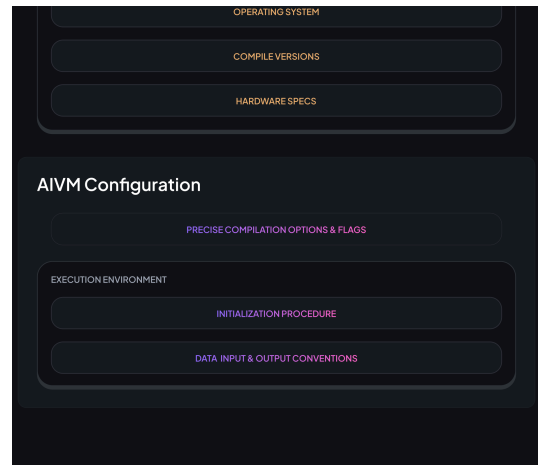 OPERATING SYSTEM
COMPILE VERSIONS
HARDWARE SPECS
AIVM Configuration
PRECISE COMPILATION OPTIONS & FLAGS
EXECUTION ENVIRONMENT
INITIALIZATION PROCEDURE
DATA INPUT & OUTPUT CONVENTIONS